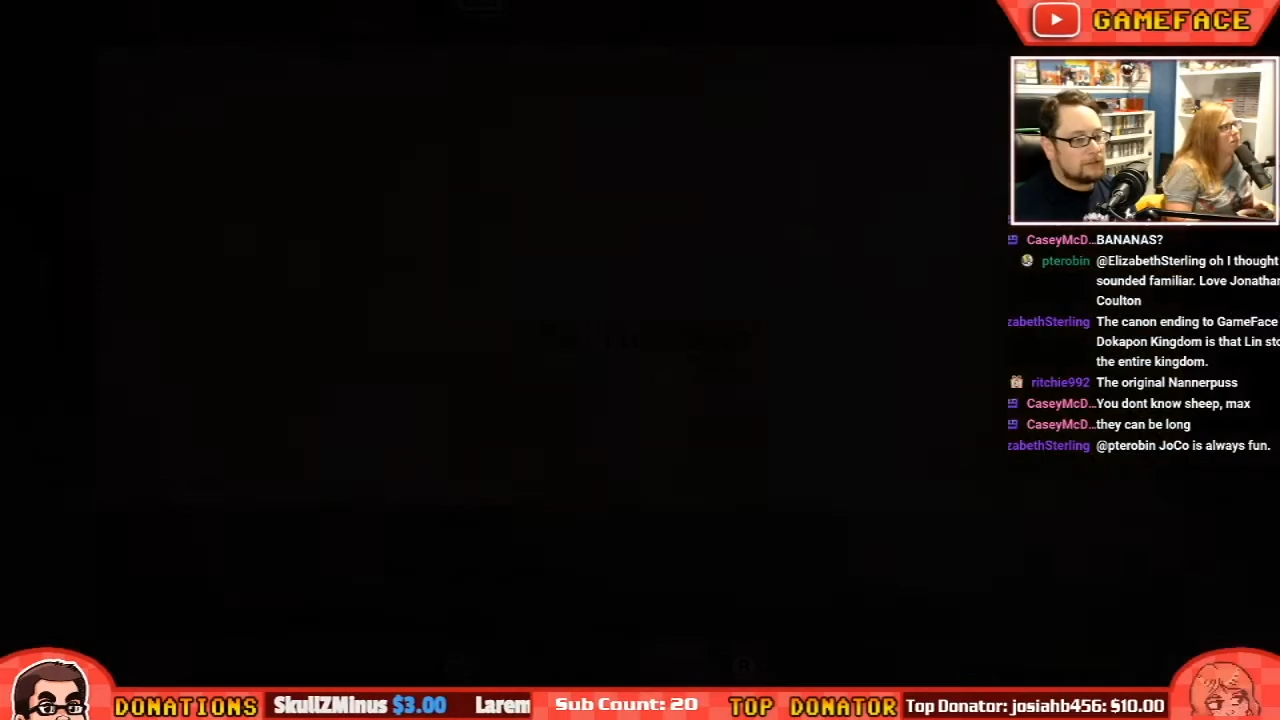 GAMEFACE
CaseyMcD... BANANAS?
pterobin @ElizabethSterling oh I thought
sounded familiar. Love Jonathan
Coulton
zabethSterling The canon ending to GameFace
Dokapon Kingdom is that Lin sto
the entire kingdom.
ritchie992 The original Nannerpuss
CaseyMcD... You dont know sheep, max
CaseyMcD... they can be long
zabethSterling @pterobin JoCo is always fun.
DONATIONS SkullZMinus $3.00 Larem Sub Count: 20 TOP DONATOR Top Donator: josiahb456: $10.00